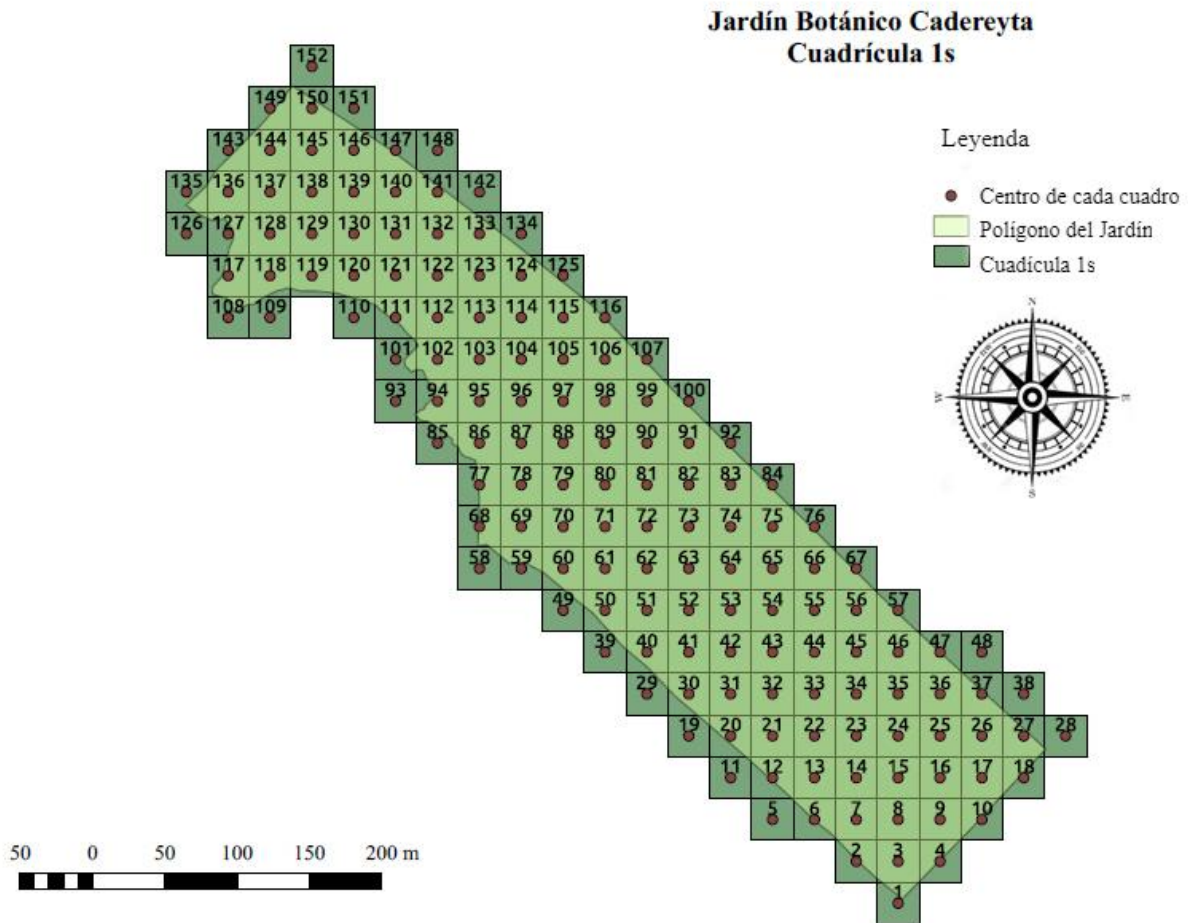 Jardín Botánico Cadereyta
Cuadrícula 1s
152
149 150 151
143 144 145 146 147 148
135 136 137 138 139 140 141 142
126 127 128 129 130 131 132 133 134
117 118 119 120 121 122 123 124 125
108 109 110 111 112 113 114 115 116
101 102 103 104 105 106 107
93 94 95 96 97 98 99 100
85 86 87 88 89 90 91 92
77 78 79 80 81 82 83 84
68 69 70 71 72 73 74 75 76
58 59 60 61 62 63 64 65 66 67
49 50 51 52 53 54 55 56 57
39 40 41 42 43 44 45 46 47 48
29 30 31 32 33 34 35 36 37 38
19 20 21 22 23 24 25 26 27 28
11 12 13 14 15 16 17 18
5 6 7 8 9 10
2 3 4
1
Leyenda
Centro de cada cuadro
Polígono del Jardín
Cuadícula 1s
N
W
E
S
50 0 50 100 150 200 m